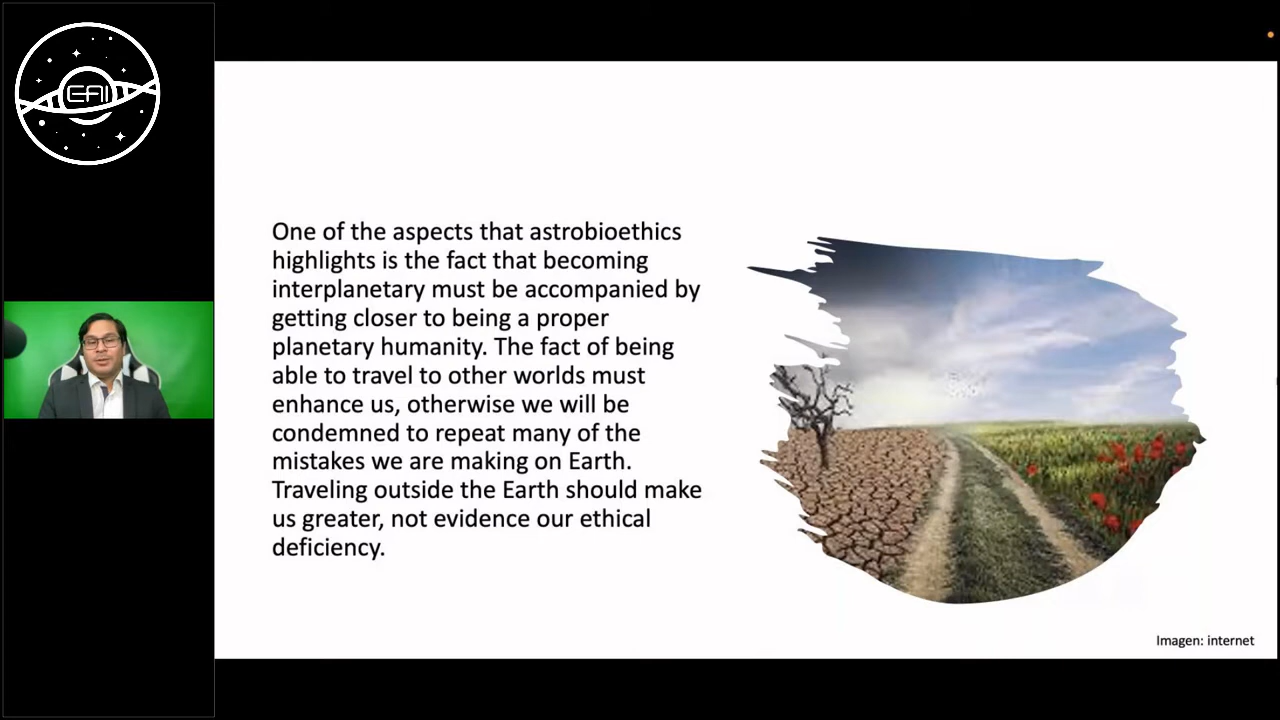 EAI
One of the aspects that astrobioethics
highlights is the fact that becoming
interplanetary must be accompanied by
getting closer to being a proper
planetary humanity. The fact of being
able to travel to other worlds must
enhance us, otherwise we will be
condemned to repeat many of the
mistakes we are making on Earth.
Traveling outside the Earth should make
us greater, not evidence our ethical
deficiency.
Imagen: internet